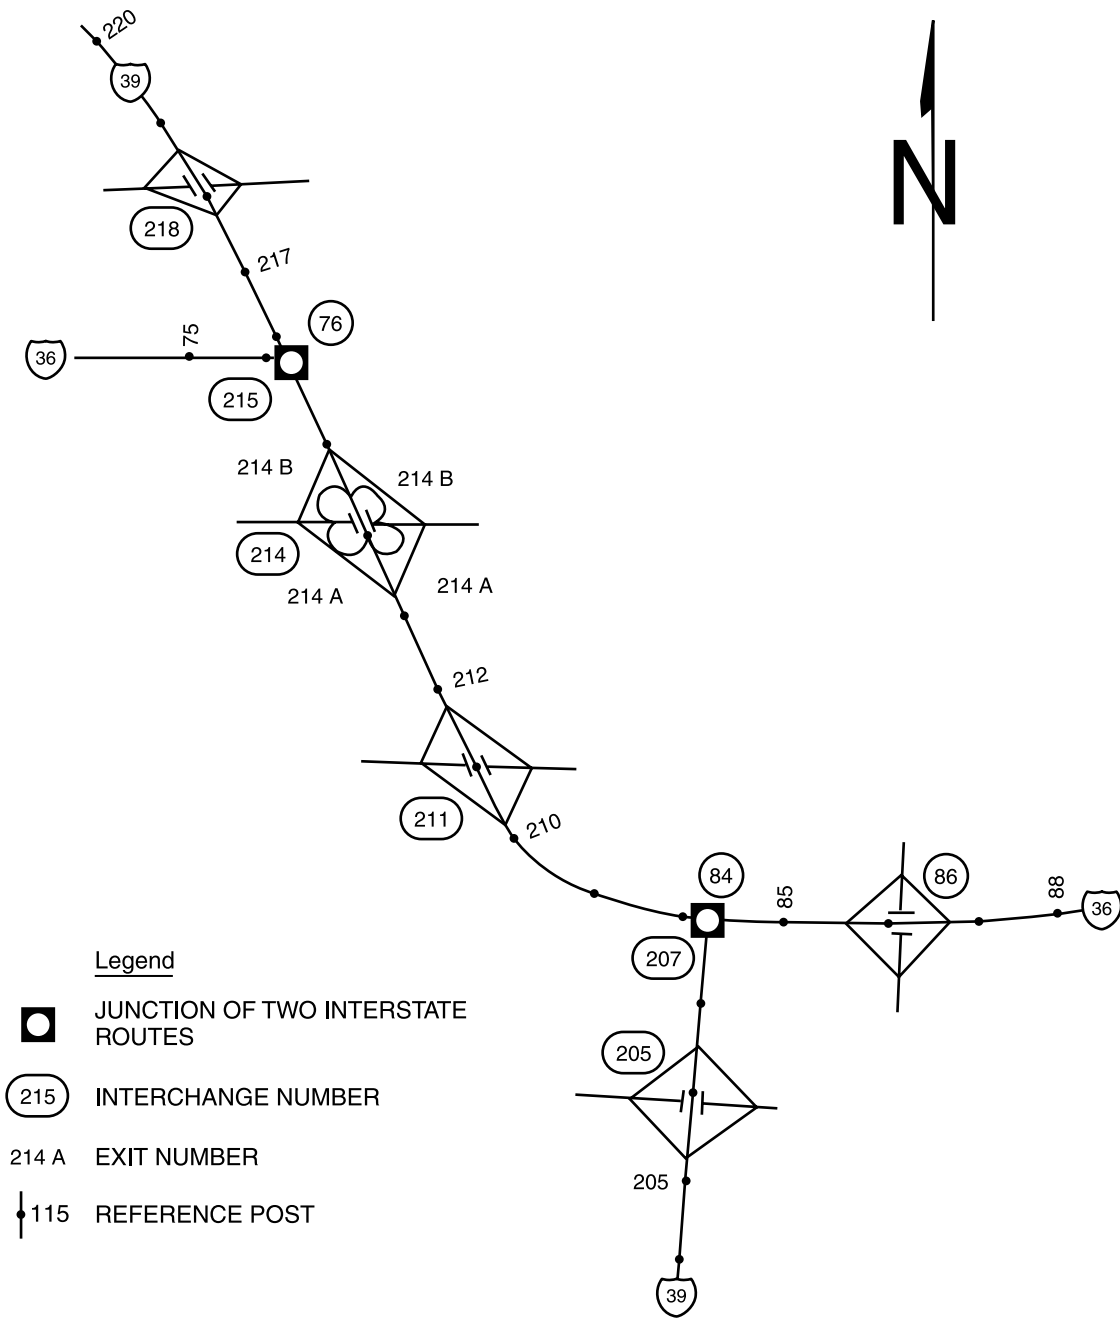 220
39
N
218
217
76
75
36
215
214 B
214 B
214
214 A
214 A
212
211
210
84
86
85
88
36
207
205
205
39
Legend
JUNCTION OF TWO INTERSTATE
ROUTES
215 INTERCHANGE NUMBER
214 A EXIT NUMBER
115 REFERENCE POST